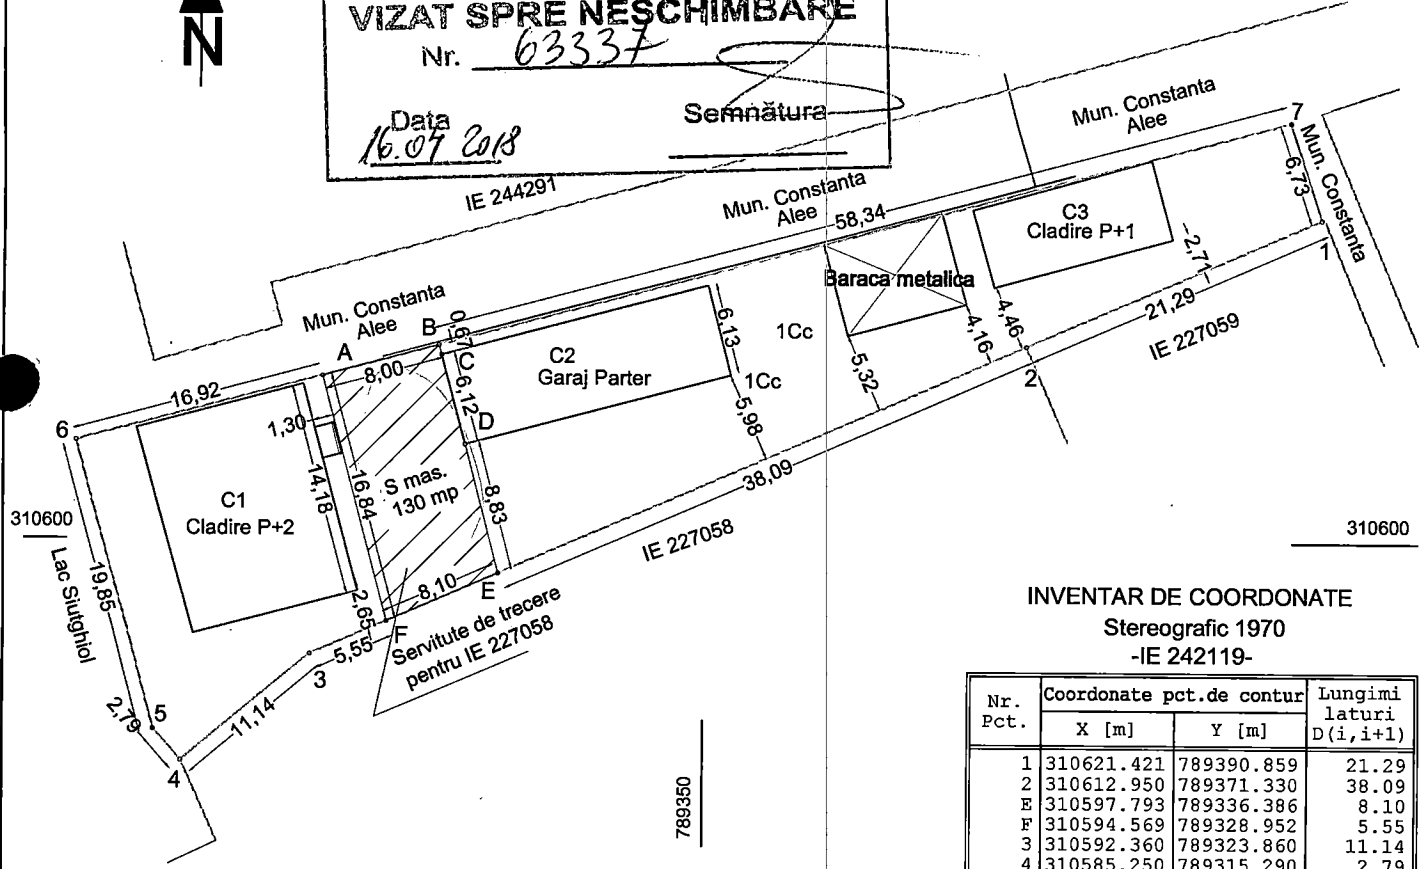 N
VIZAT SPRE NESCHIMBARE
Nr. 63337
Data
16.04 2018
Semnătura
IE 244291
Mun. Constanta
Alee
7
Mun. Constanta
6,73
1
Mun. Constanta
Alee
58,34
C3
Cladire P+1
2,71
Baraca metalica
4,46
4,16
21,29
IE 227059
2
Mun. Constanta
Alee
B
0,67
A
C
8,00
C2
Garaj Parter
6,13
1Cc
1Cc
5,32
6,12
D
5,98
16,92
6
1,30
14,18
16,84
S mas.
130 mp
8,83
38,09
C1
Cladire P+2
310600
310600
IE 227058
Lac Siutghiol
19,85
2,65
8,10
E
F
5,55
3
Servitute de trecere
pentru IE 227058
11,14
2,79
5
4
789350
INVENTAR DE COORDONATE
Stereografic 1970
-IE 242119-
Nr. Pct. Coordonate pct.de contur Lungimi laturi D(i,i+1)
X [m] Y [m]
1 310621.421 789390.859 21.29
2 310612.950 789371.330 38.09
E 310597.793 789336.386 8.10
F 310594.569 789328.952 5.55
3 310592.360 789323.860 11.14
4 310585.250 789315.290 2.79